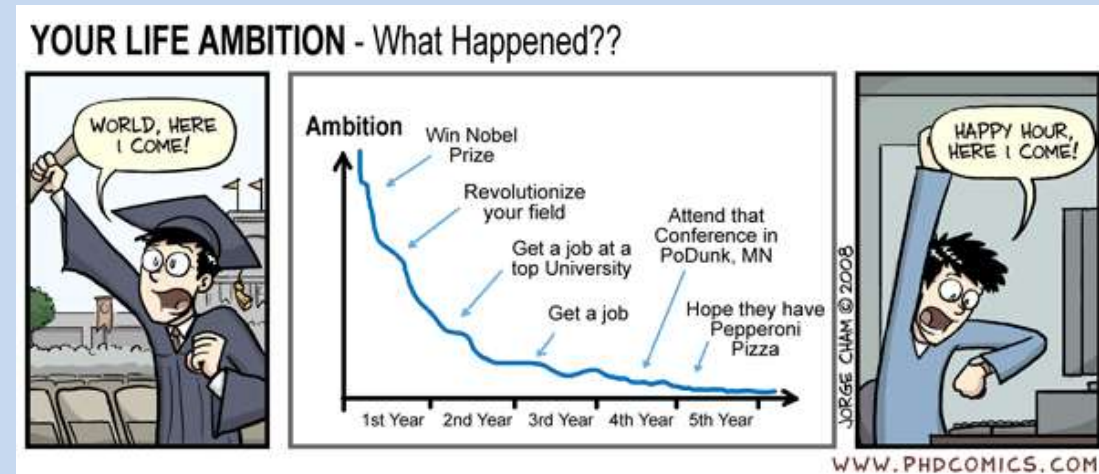 YOUR LIFE AMBITION - What Happened??
WORLD, HERE
I COME!
Ambition
Win Nobel
Prize
Revolutionize
your field
Get a job at a
top University
Get a job
Attend that
Conference in
PoDunk, MN
Hope they have
Pepperoni
Pizza
1st Year 2nd Year 3rd Year 4th Year 5th Year
JORGE CHAM © 2008
HAPPY HOUR,
HERE I COME!
WWW.PHDCOMICS.COM